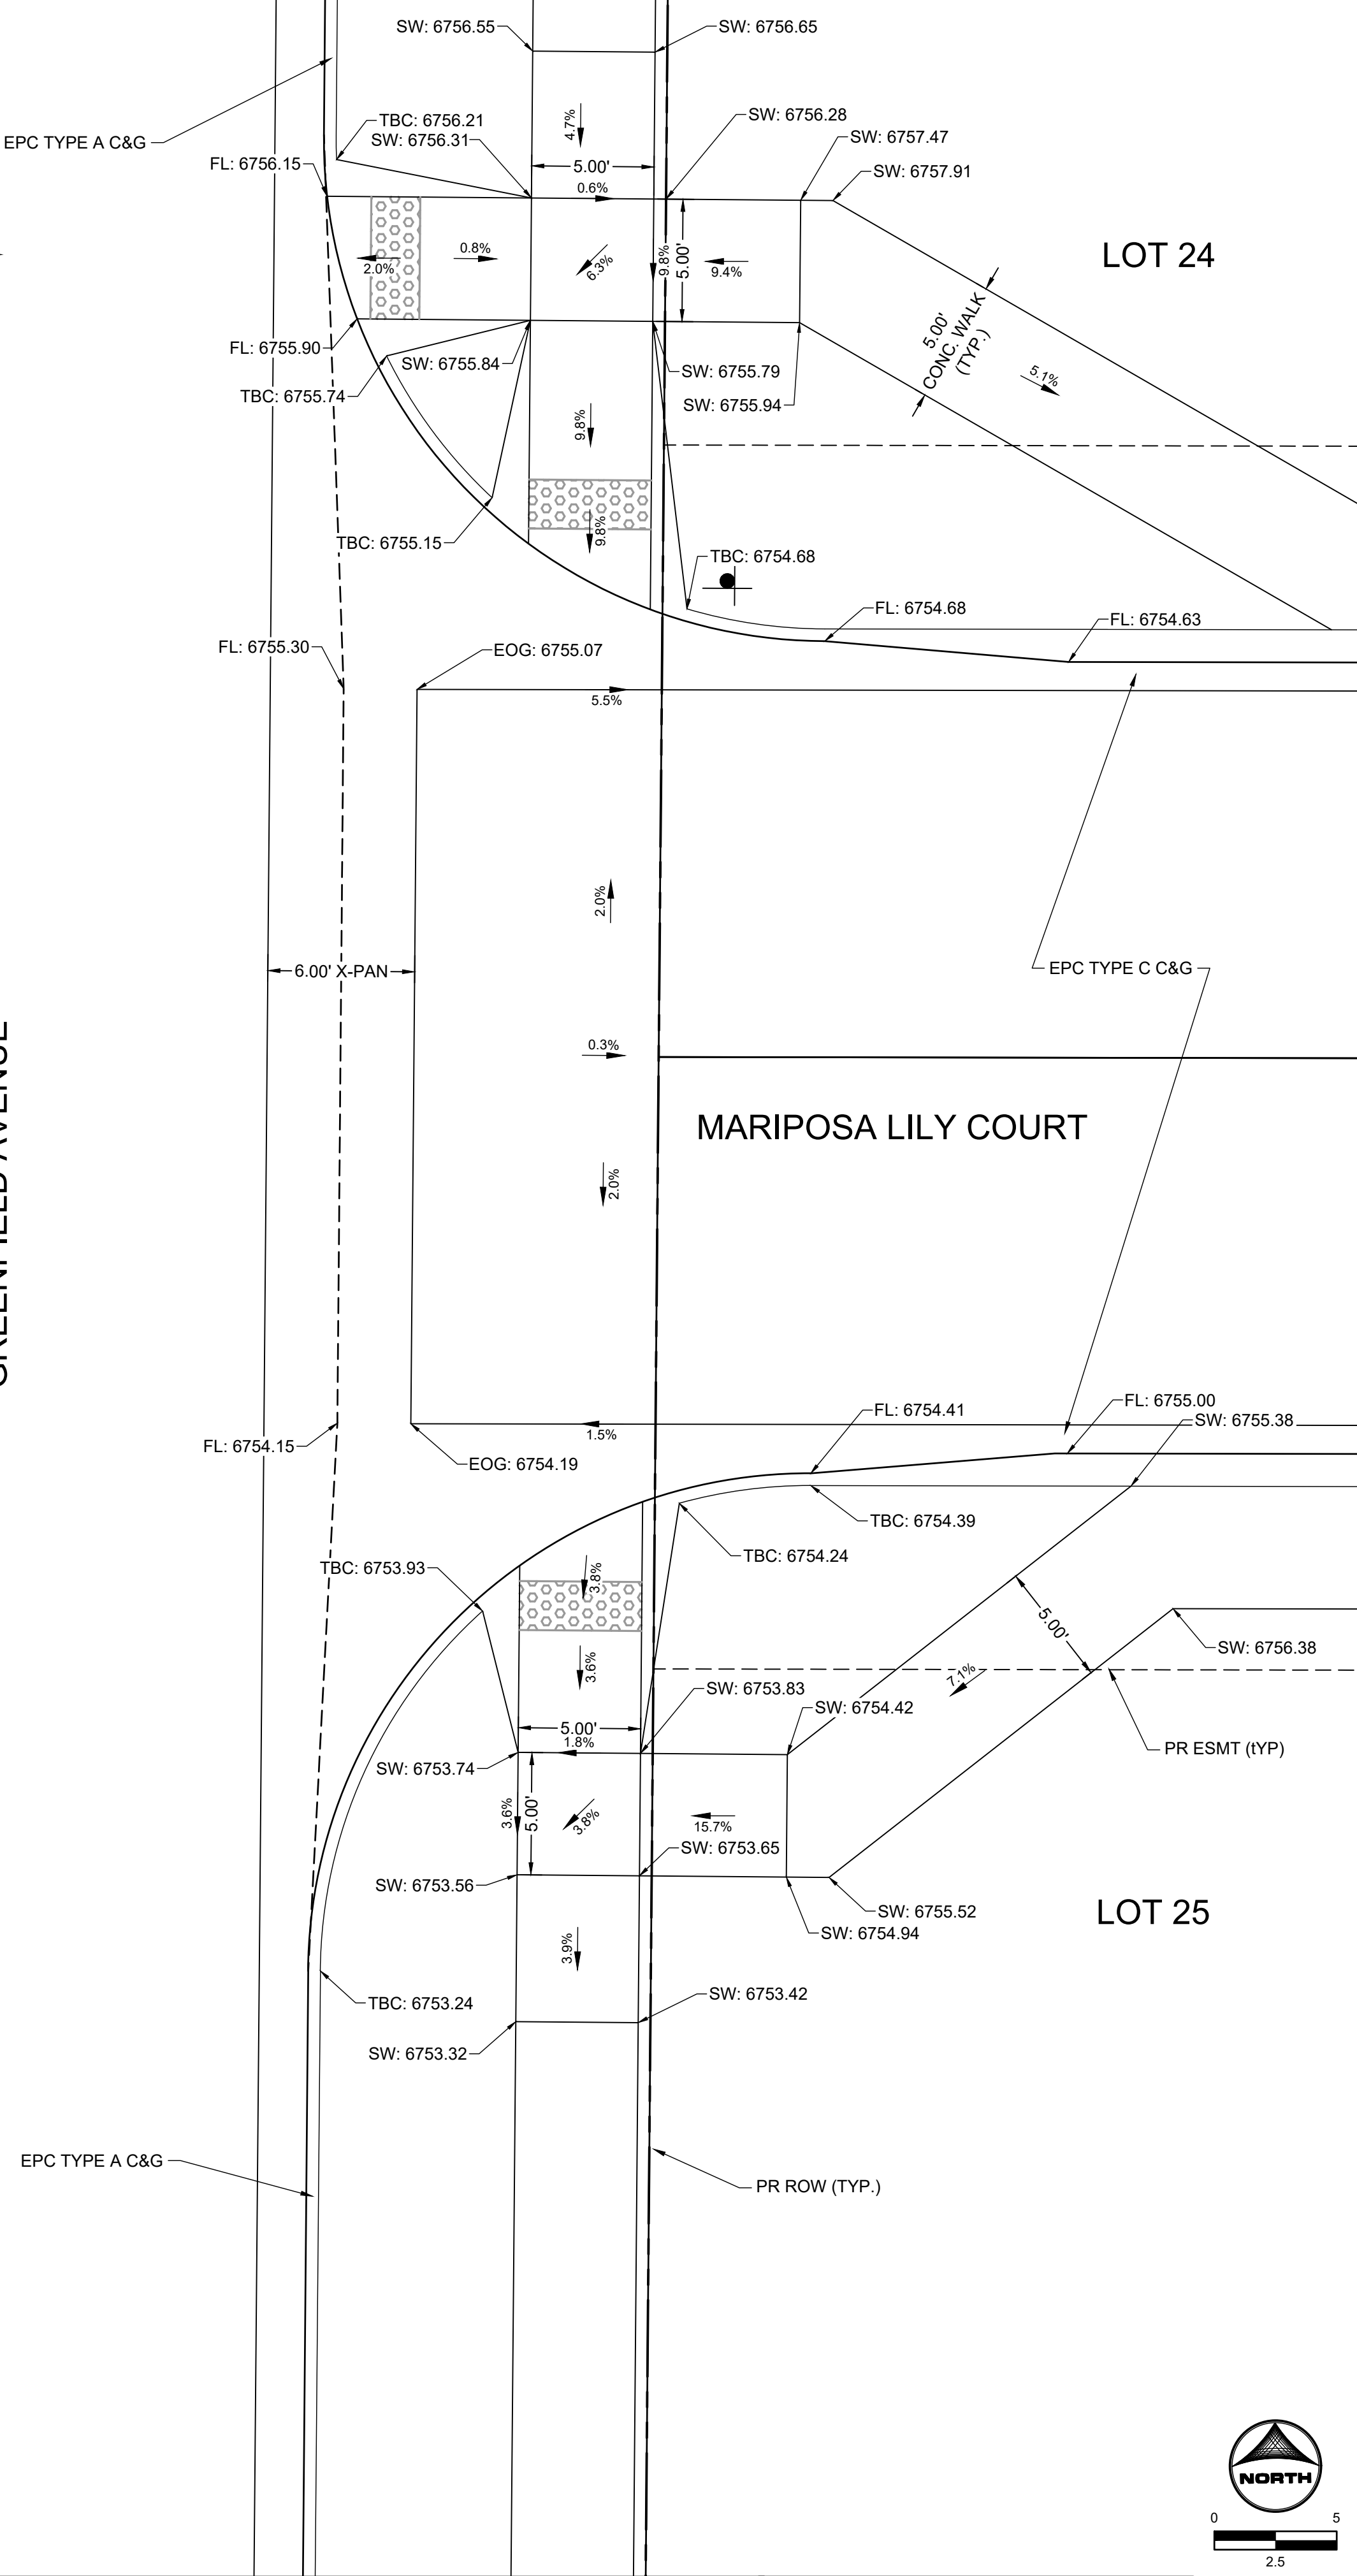 SW: 6756.55
SW: 6756.65
EPC TYPE A C&G
TBC: 6756.21
SW: 6756.31
4.7%
SW: 6756.28
SW: 6757.47
FL: 6756.15
5.00'
SW: 6757.91
0.6%
0.8%
2.0%
6.3%
9.8%
5.00'
9.4%
LOT 24
5.00'
CONC. WALK
(TYP.)
FL: 6755.90
SW: 6755.84
SW: 6755.79
5.1%
TBC: 6755.74
SW: 6755.94
9.8%
9.8%
TBC: 6755.15
TBC: 6754.68
FL: 6754.68
FL: 6754.63
FL: 6755.30
EOG: 6755.07
5.5%
2.0%
6.00' X-PAN
EPC TYPE C C&G
0.3%
MARIPOSA LILY COURT
GREENFIELD AVENUE
2.0%
FL: 6754.41
FL: 6755.00
SW: 6755.38
1.5%
FL: 6754.15
EOG: 6754.19
TBC: 6754.39
TBC: 6754.24
TBC: 6753.93
3.8%
5.00'
SW: 6756.38
3.6%
7.1%
SW: 6753.83
SW: 6754.42
5.00'
1.8%
PR ESMT (tYP)
SW: 6753.74
3.6%
5.00'
3.8%
15.7%
SW: 6753.65
SW: 6753.56
SW: 6755.52
LOT 25
SW: 6754.94
3.9%
TBC: 6753.24
SW: 6753.42
SW: 6753.32
EPC TYPE A C&G
PR ROW (TYP.)
NORTH
0 5
2.5